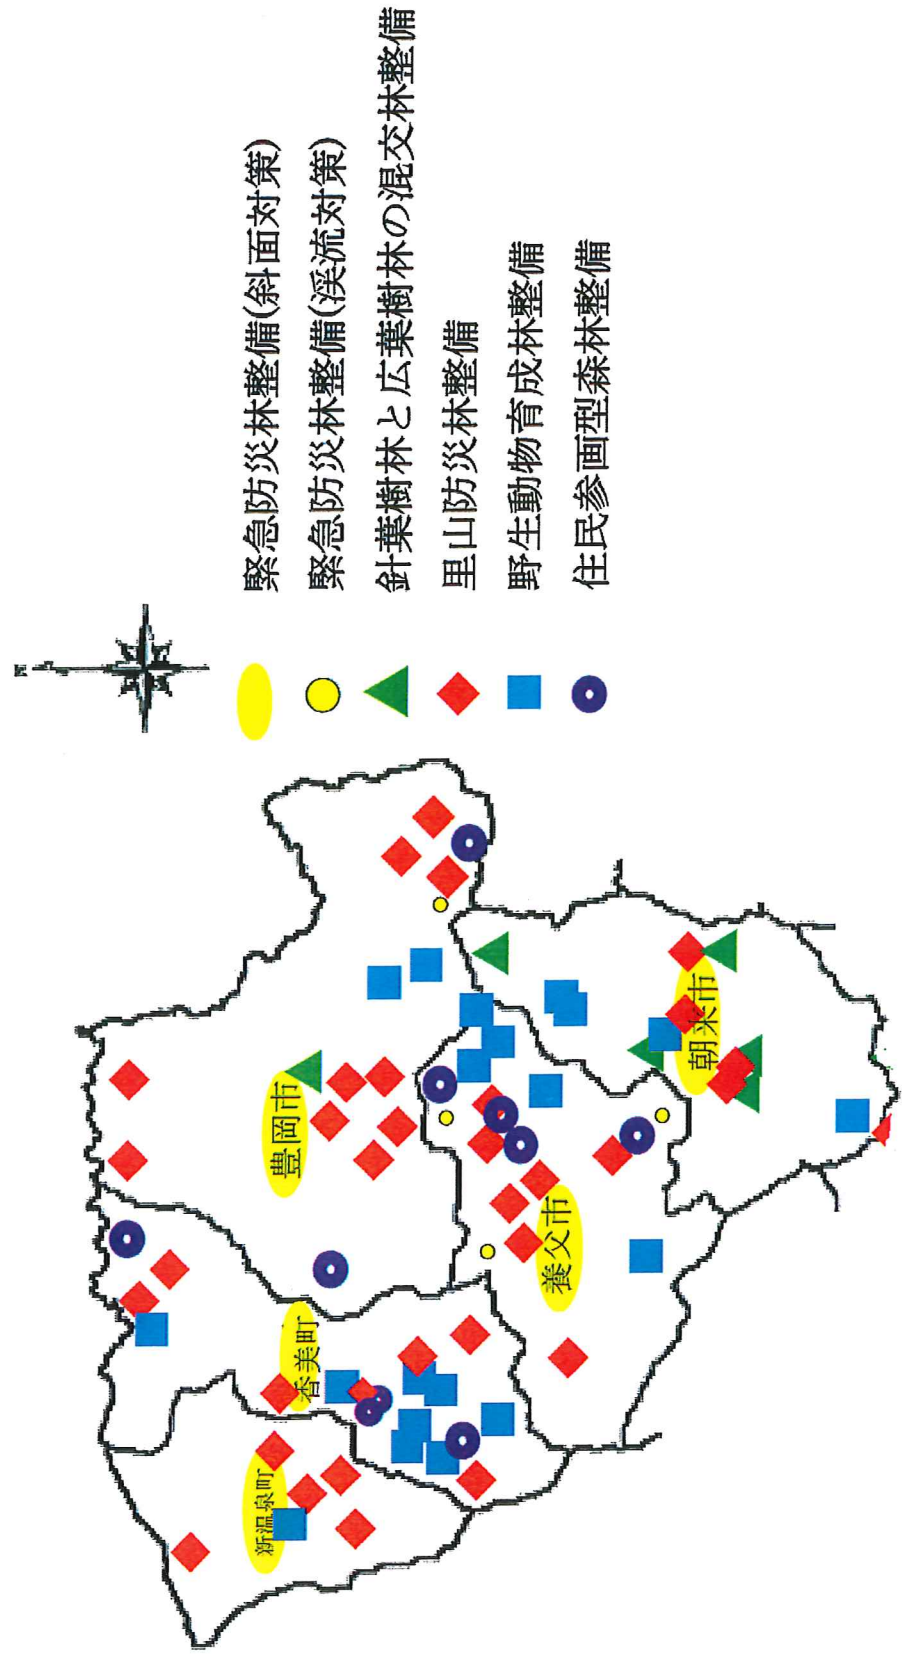 N
緊急防災林整備(斜面対策)
緊急防災林整備(渓流対策)
針葉樹林と広葉樹林の混交林整備
里山防災林整備
野生動物育成林整備
住民参画型森林整備
豊岡市
香美町
新温泉町
養父市
朝来市